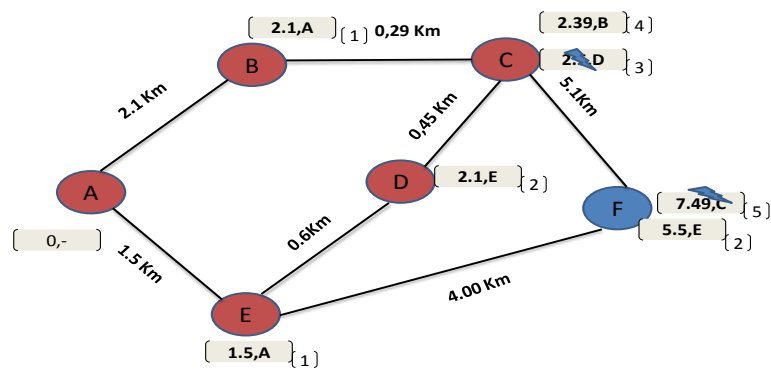 2.39,B (4)
2.1,A (1) 0,29 Km
B
C
D (3)
2.1 Km
0,45 Km
5.1Km
A
D
2.1,E (2)
F
7.49,C (5)
5.5,E (2)
0,-
1.5 Km
0.6Km
4.00 Km
E
1.5,A (1)